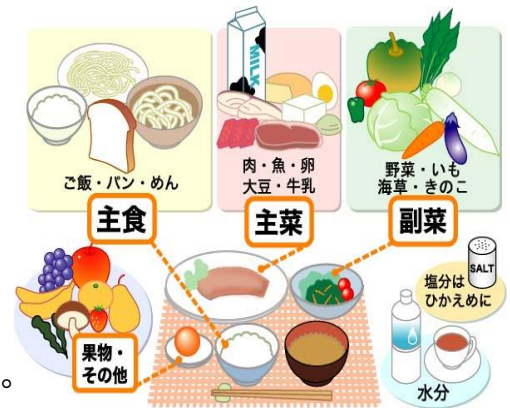 MILK
ご飯・パン・めん
肉・魚・卵
大豆・牛乳
野菜・いも
海草・きのこ
主食
主菜
副菜
SALT
塩分は
ひかえめに
果物・
その他
水分
。